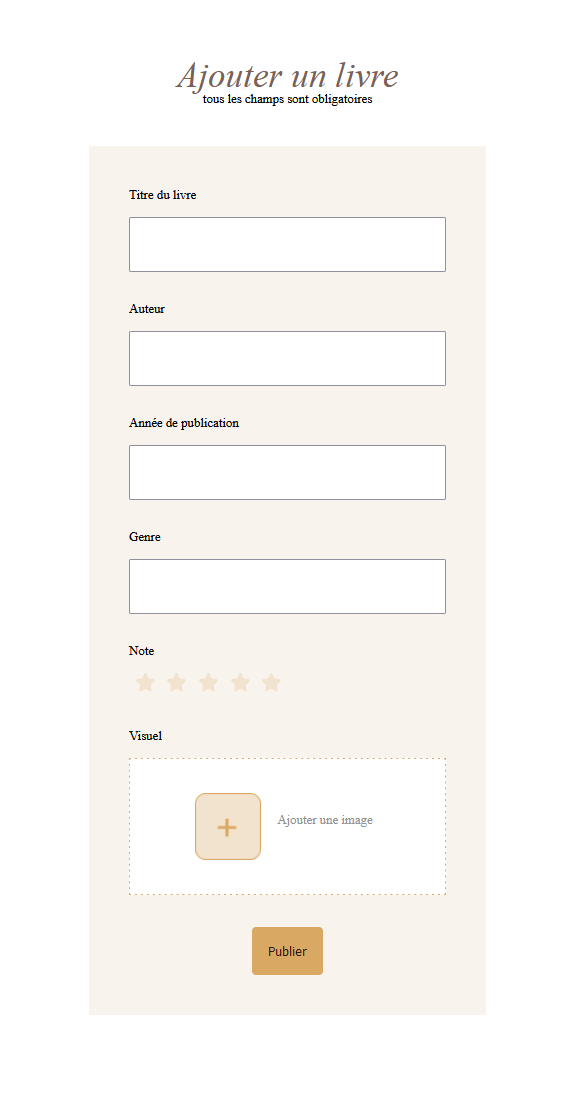 Ajouter un livre
tous les champs sont obligatoires
Titre du livre
Auteur
Année de publication
Genre
Note
Visuel
Ajouter une image
Publier